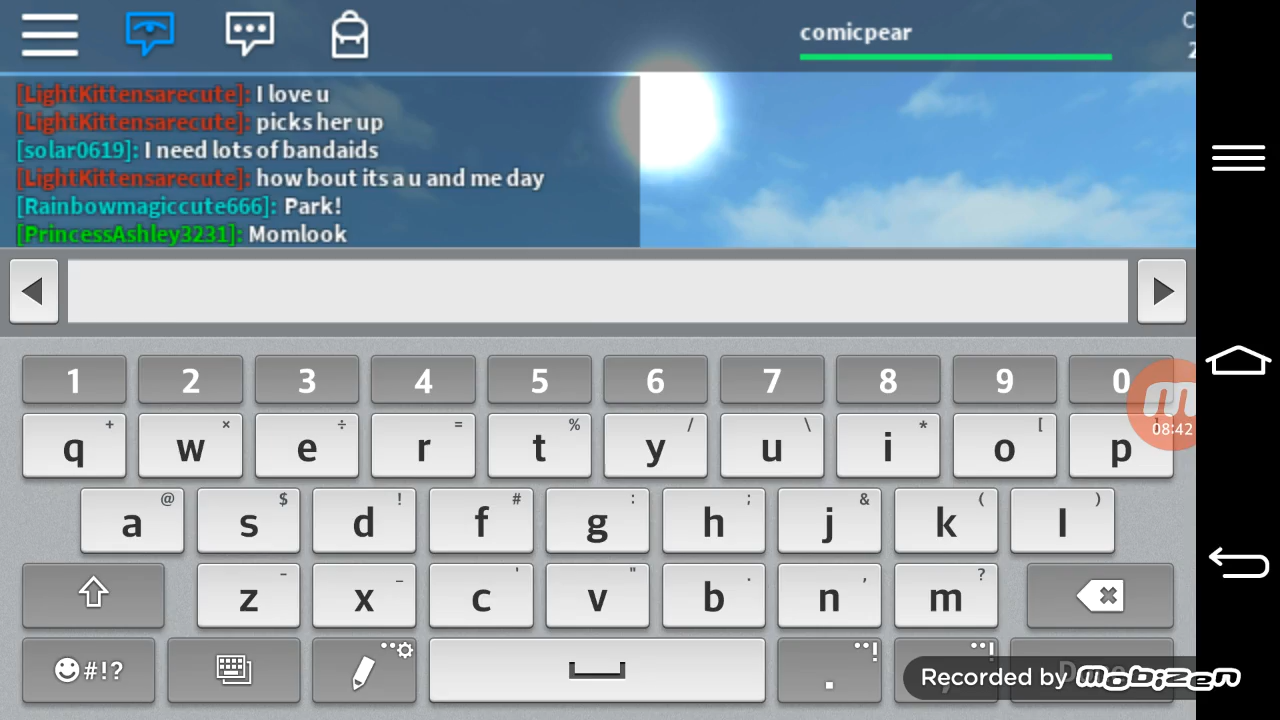 comicpear
C
2
[LightKittensarecute]: I love u
[LightKittensarecute]: picks her up
[solar0619]: I need lots of bandaids
[LightKittensarecute]: how bout its a u and me day
[Rainbowmagiccute666]: Park!
[PrincessAshley3231]: Momlook
1 2 3 4 5 6 7 8 9 0
+ × ÷ = % / \ * [
q w e r t y u i o p
08:42
@ $ ! # : ; & ( )
a s d f g h j k l
- _ ' " . , ?
z x c v b n m
#!? . ,
Recorded by mobizen